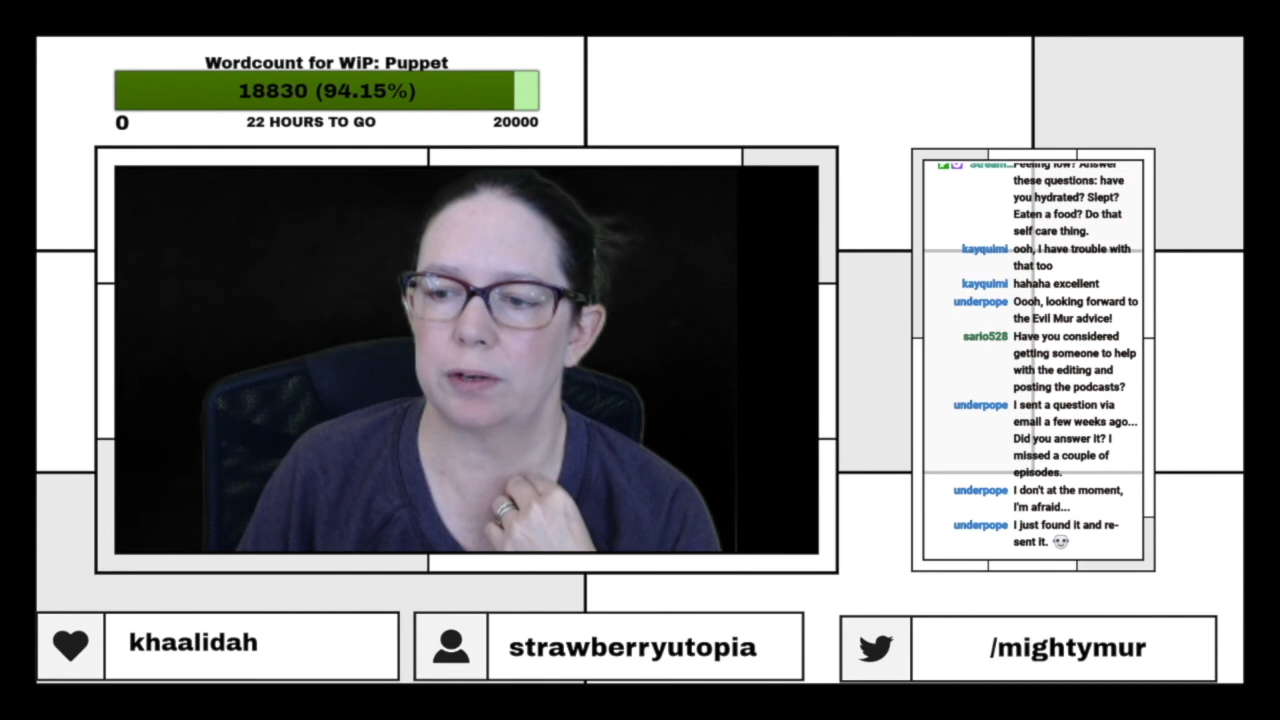 Wordcount for WiP: Puppet
18830 (94.15%)
0 22 HOURS TO GO 20000
Stream... Feeling low? Answer
these questions: have
you hydrated? Slept?
Eaten a food? Do that
self care thing.
kayquimi ooh, I have trouble with
that too
kayquimi hahaha excellent
underpope Oooh, looking forward to
the Evil Mur advice!
sario528 Have you considered
getting someone to help
with the editing and
posting the podcasts?
underpope I sent a question via
email a few weeks ago...
Did you answer it? I
missed a couple of
episodes.
underpope I don't at the moment,
I'm afraid...
underpope I just found it and re-
sent it.
khaalidah
strawberryutopia
/mightymur